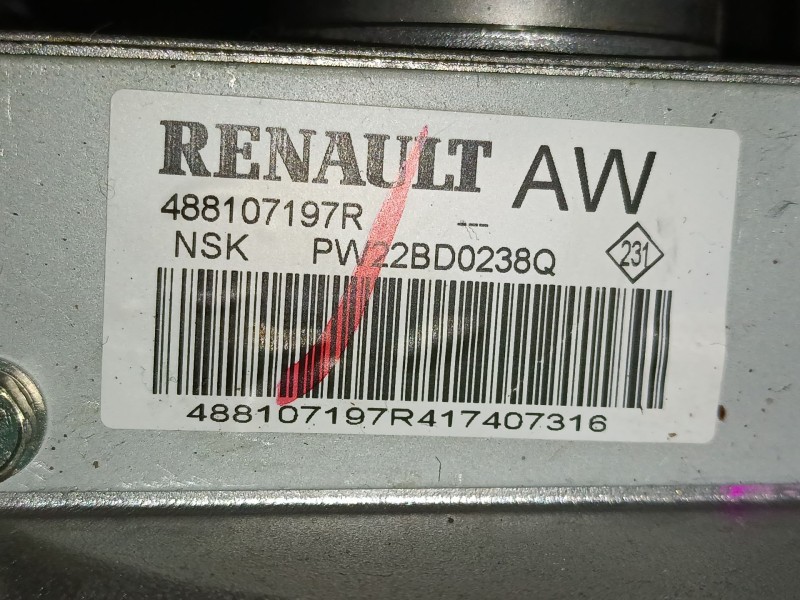 RENAULT AW
488107197R ---
NSK PW22BD0238Q 231
488107197R417407316